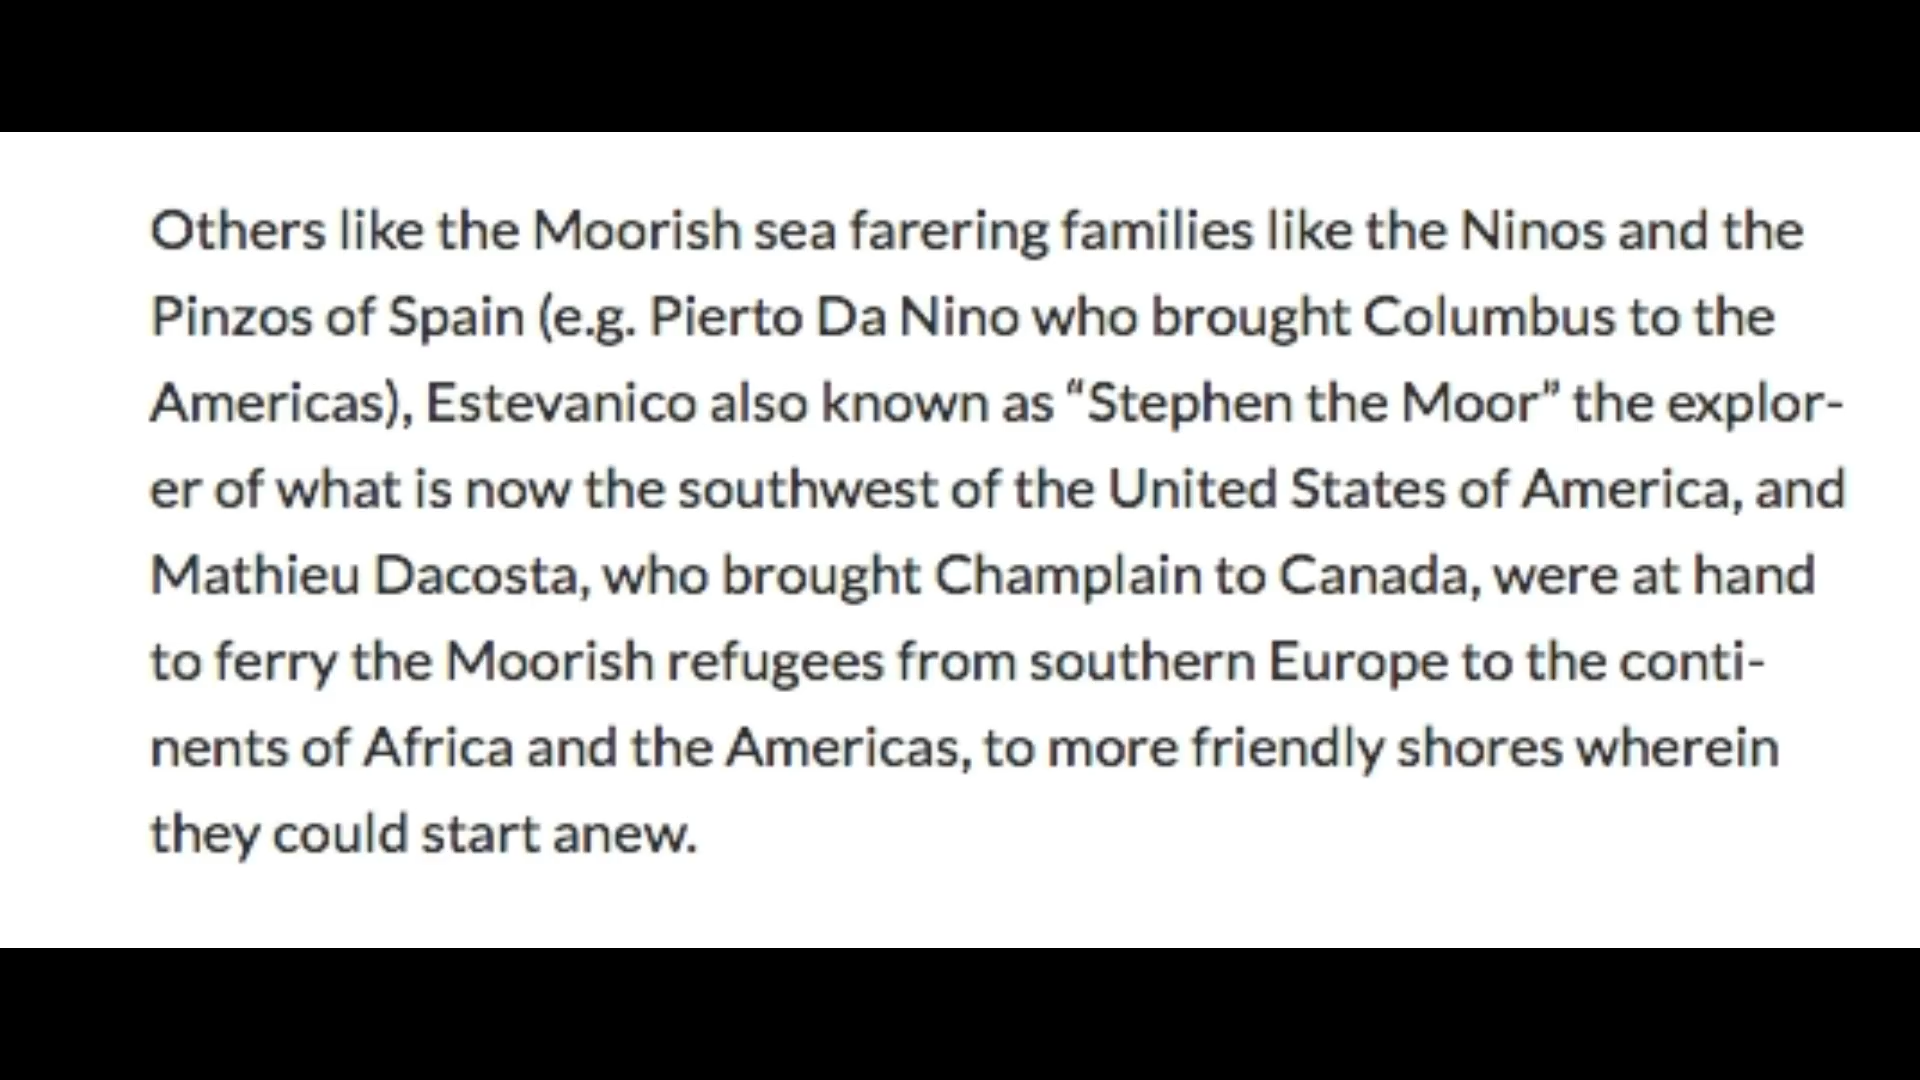 Others like the Moorish sea farering families like the Ninos and the
Pinzos of Spain (e.g. Pierto Da Nino who brought Columbus to the
Americas), Estevanico also known as “Stephen the Moor” the explor-
er of what is now the southwest of the United States of America, and
Mathieu Dacosta, who brought Champlain to Canada, were at hand
to ferry the Moorish refugees from southern Europe to the conti-
nents of Africa and the Americas, to more friendly shores wherein
they could start anew.